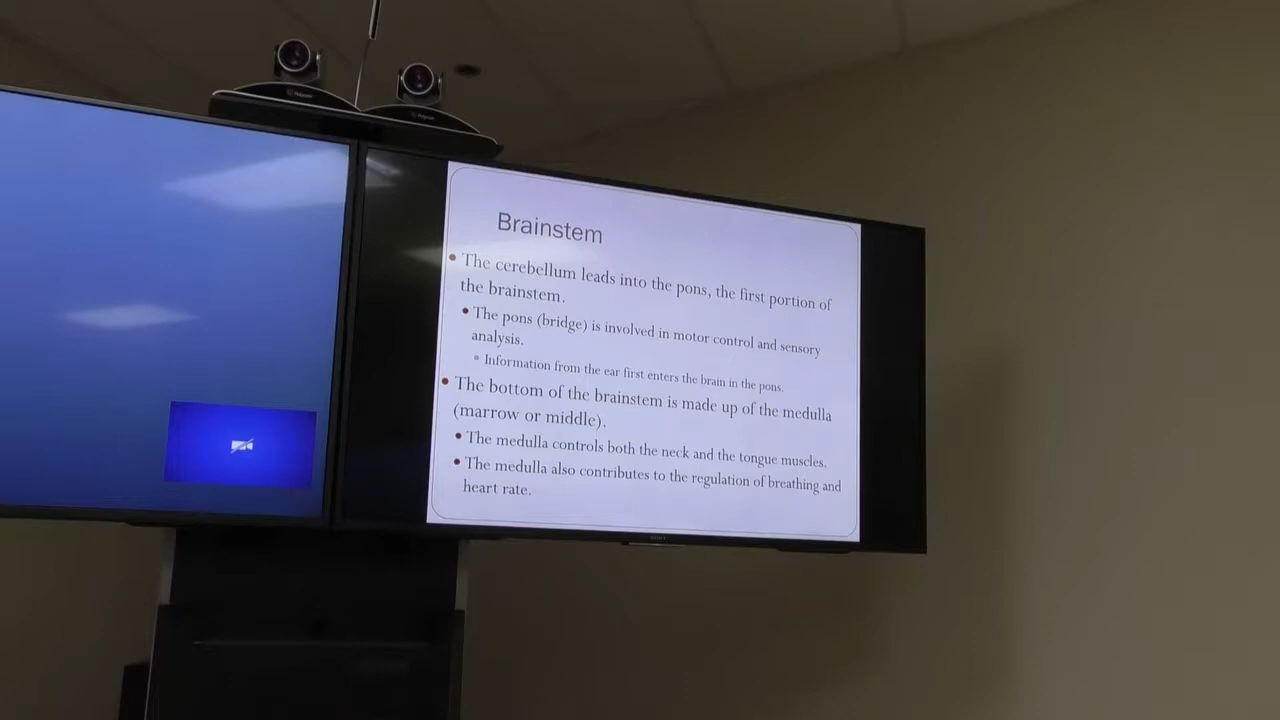 Brainstem
• The cerebellum leads into the pons, the first portion of
the brainstem.
• The pons (bridge) is involved in motor control and sensory
analysis.
• Information from the ear first enters the brain in the pons.
• The bottom of the brainstem is made up of the medulla
(marrow or middle).
• The medulla controls both the neck and the tongue muscles.
• The medulla also contributes to the regulation of breathing and
heart rate.
SONY
Polycom
Polycom